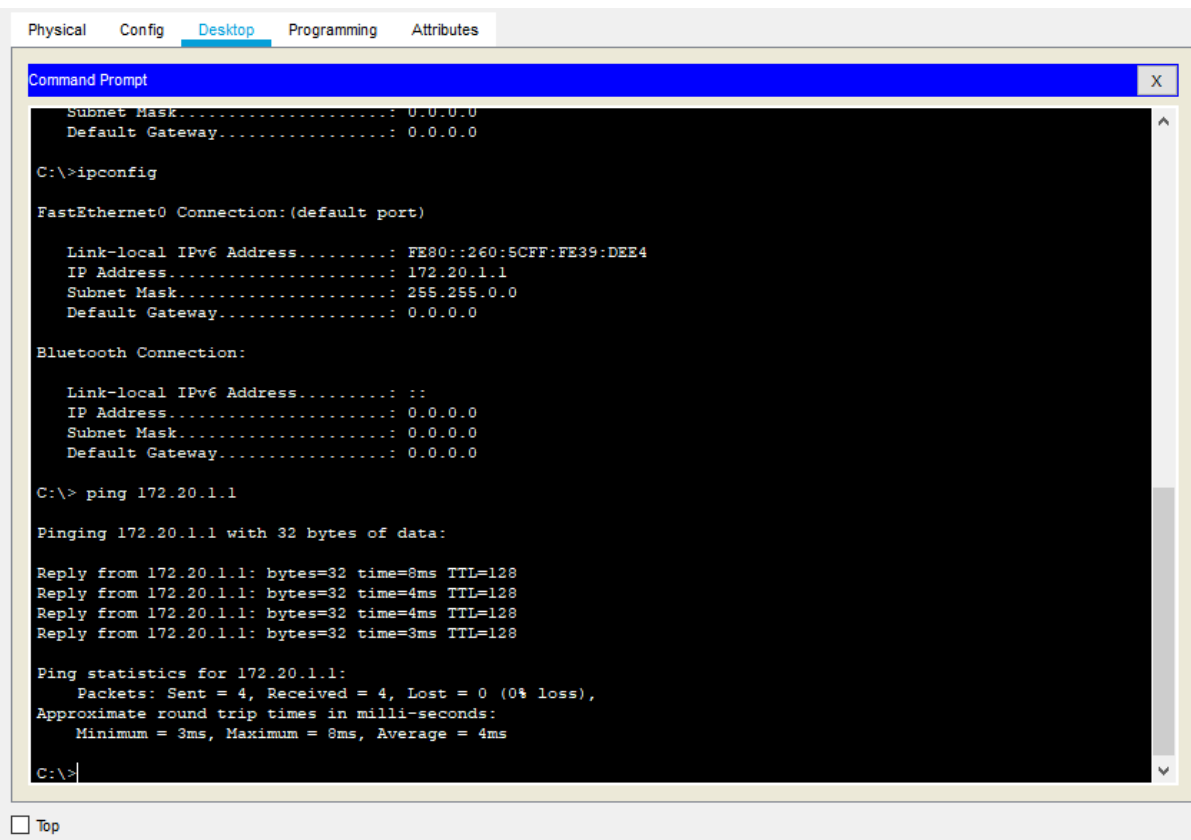 Physical Config Desktop Programming Attributes
Command Prompt X
Subnet Mask.....................: 0.0.0.0
Default Gateway.................: 0.0.0.0
C:\>ipconfig
FastEthernet0 Connection:(default port)
Link-local IPv6 Address.........: FE80::260:5CFF:FE39:DEE4
IP Address......................: 172.20.1.1
Subnet Mask.....................: 255.255.0.0
Default Gateway.................: 0.0.0.0
Bluetooth Connection:
Link-local IPv6 Address.........: ::
IP Address......................: 0.0.0.0
Subnet Mask.....................: 0.0.0.0
Default Gateway.................: 0.0.0.0
C:\> ping 172.20.1.1
Pinging 172.20.1.1 with 32 bytes of data:
Reply from 172.20.1.1: bytes=32 time=8ms TTL=128
Reply from 172.20.1.1: bytes=32 time=4ms TTL=128
Reply from 172.20.1.1: bytes=32 time=4ms TTL=128
Reply from 172.20.1.1: bytes=32 time=3ms TTL=128
Ping statistics for 172.20.1.1:
Packets: Sent = 4, Received = 4, Lost = 0 (0% loss),
Approximate round trip times in milli-seconds:
Minimum = 3ms, Maximum = 8ms, Average = 4ms
C:\>
Top